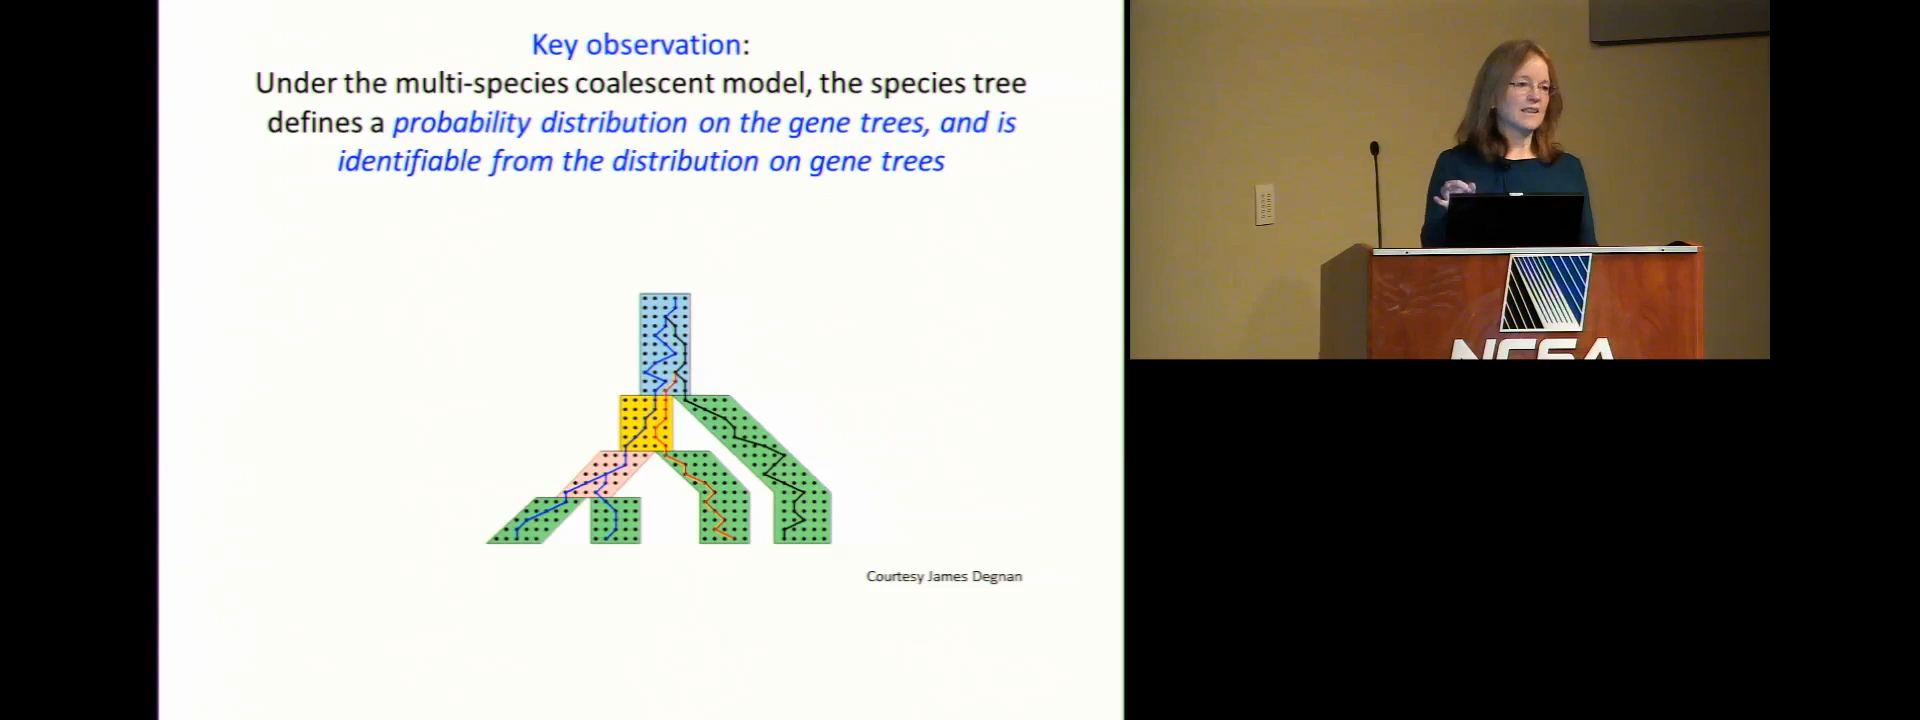 Key observation:
Under the multi-species coalescent model, the species tree
defines a probability distribution on the gene trees, and is
identifiable from the distribution on gene trees
Courtesy James Degnan
NCSA